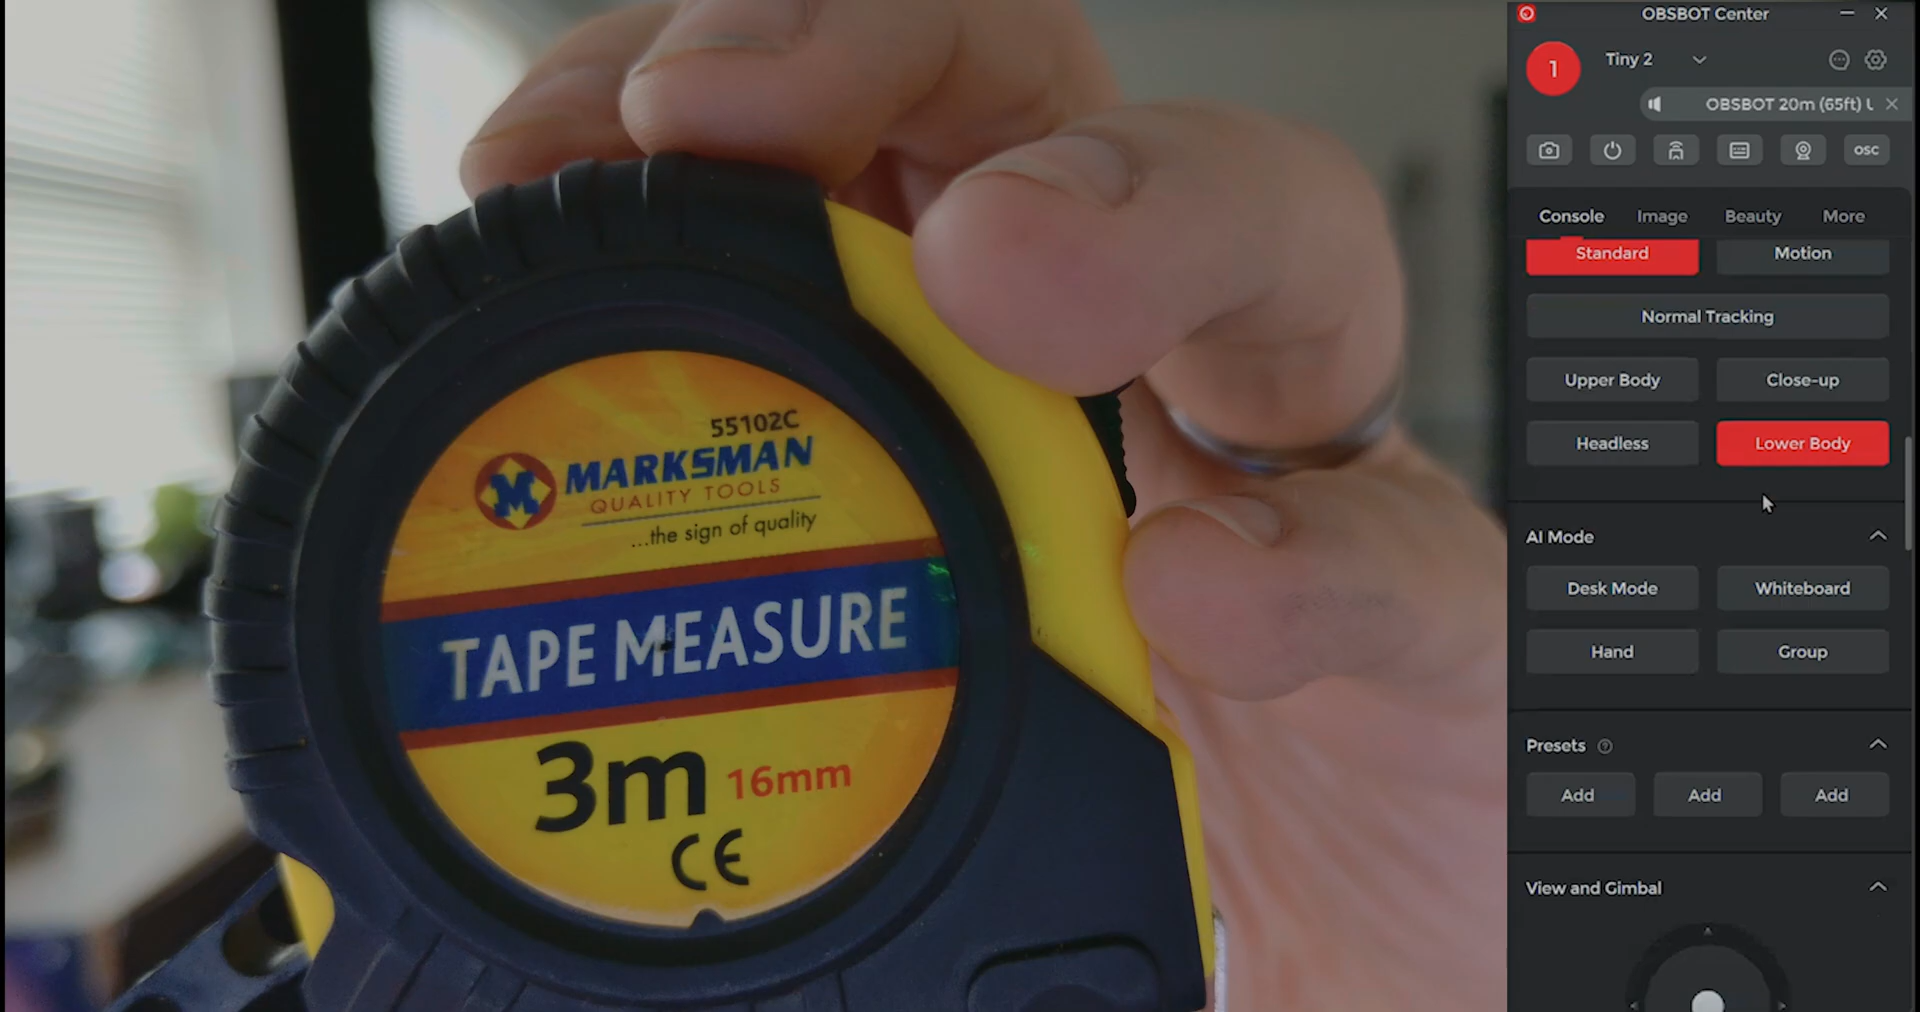 55102C
M MARKSMAN
QUALITY TOOLS
...the sign of quality
TAPE MEASURE
3m 16mm
CE
OBSBOT Center
1 Tiny 2
OBSBOT 20m (65ft) U
OSC
Console Image Beauty More
Standard Motion
Normal Tracking
Upper Body Close-up
Headless Lower Body
AI Mode
Desk Mode Whiteboard
Hand Group
Presets ?
Add Add Add
View and Gimbal